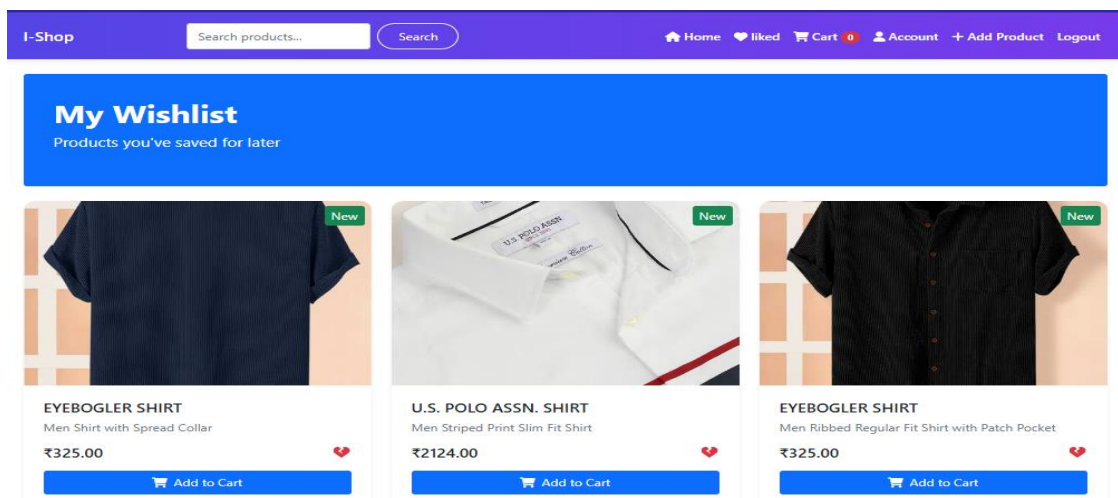 I-Shop
Search products...
Search
Home
liked
Cart 0
Account
+ Add Product
Logout
My Wishlist
Products you've saved for later
New
New
New
U.S. POLO ASSN.
EYEBOGLER SHIRT
Men Shirt with Spread Collar
₹325.00
Add to Cart
U.S. POLO ASSN. SHIRT
Men Striped Print Slim Fit Shirt
₹2124.00
Add to Cart
EYEBOGLER SHIRT
Men Ribbed Regular Fit Shirt with Patch Pocket
₹325.00
Add to Cart